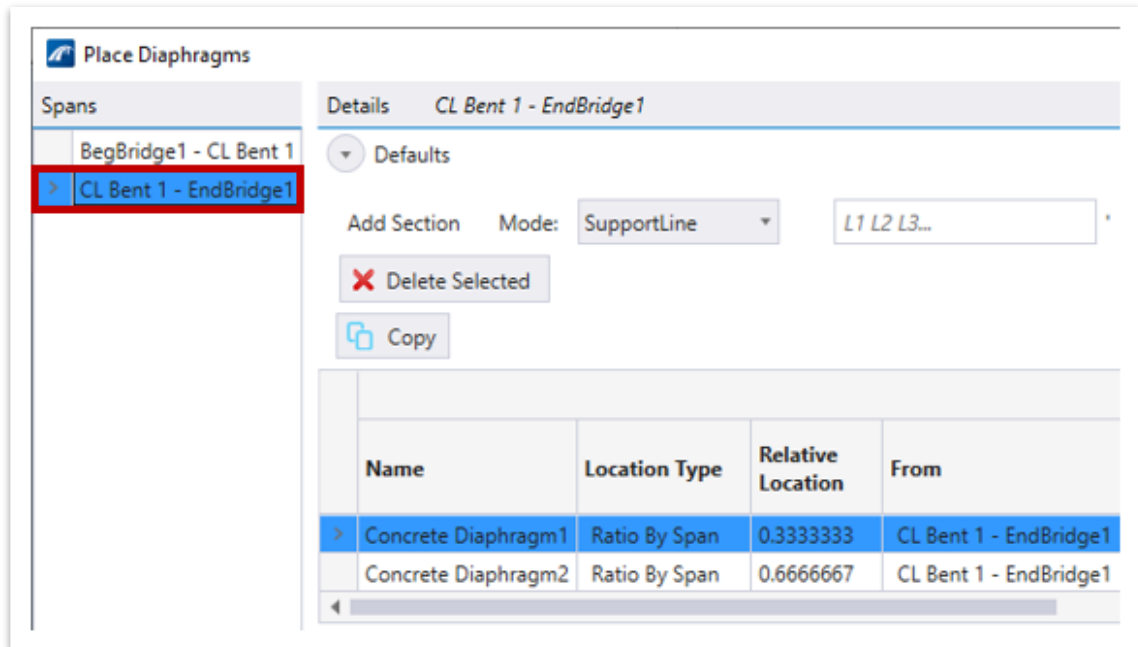 Place Diaphragms
Spans
BegBridge1 - CL Bent 1
CL Bent 1 - EndBridge1
Details CL Bent 1 - EndBridge1
Defaults
Add Section Mode: SupportLine L1 L2 L3... '
Delete Selected
Copy
Name Location Type Relative Location From
Concrete Diaphragm1 Ratio By Span 0.3333333 CL Bent 1 - EndBridge1
Concrete Diaphragm2 Ratio By Span 0.6666667 CL Bent 1 - EndBridge1